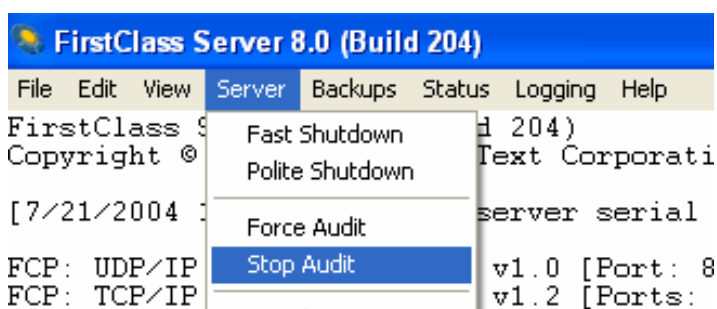 FirstClass Server 8.0 (Build 204)
File Edit View Server Backups Status Logging Help
FirstClass 204)
Copyright © Text
[7/21/2004 server serial
FCP: UDP/IP v1.0 [Port: 8
FCP: TCP/IP v1.2 [Ports:
Fast Shutdown
Polite Shutdown
Force Audit
Stop Audit